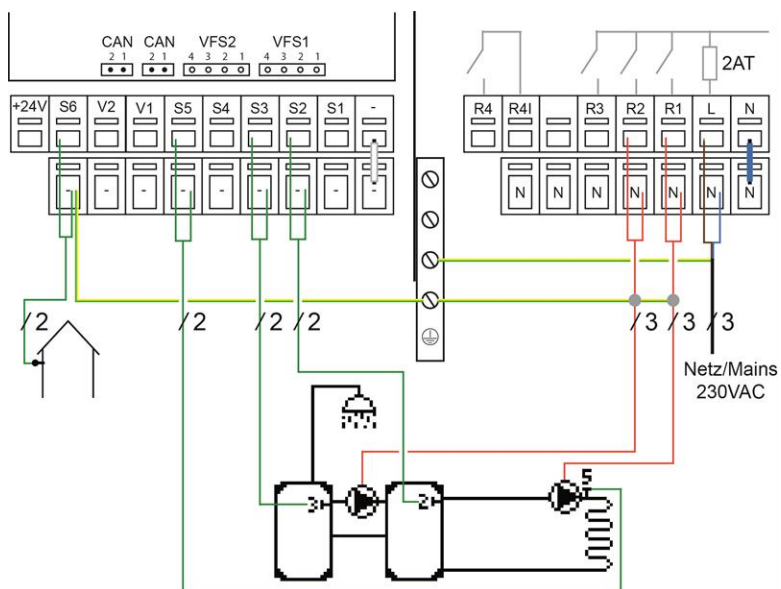 CAN CAN VFS2 VFS1
2 1 2 1 4 3 2 1 4 3 2 1
2AT
+24V S6 V2 V1 S5 S4 S3 S2 S1 - R4 R4I R3 R2 R1 L N
- - - - - - - - - N N N N N N N
2 2 2 2 3 3 3
Netz/Mains
230VAC
5
3 2